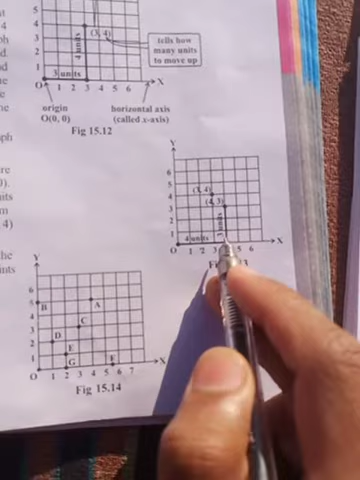 5
4
3
2
1
O
1 2 3 4 5 6
X
(3, 4)
4 units
3 units
tells how
many units
to move up
origin
O(0, 0)
horizontal axis
(called x-axis)
Fig 15.12
Y
6
5
4
3
2
1
O
1 2 3
5 6
X
(3, 4)
(4, 3)
3 units
4 units
Y
6
5
4
3
2
1
O
1 2 3 4 5 6 7
X
A
B
C
D
E
F
G
Fig 15.14